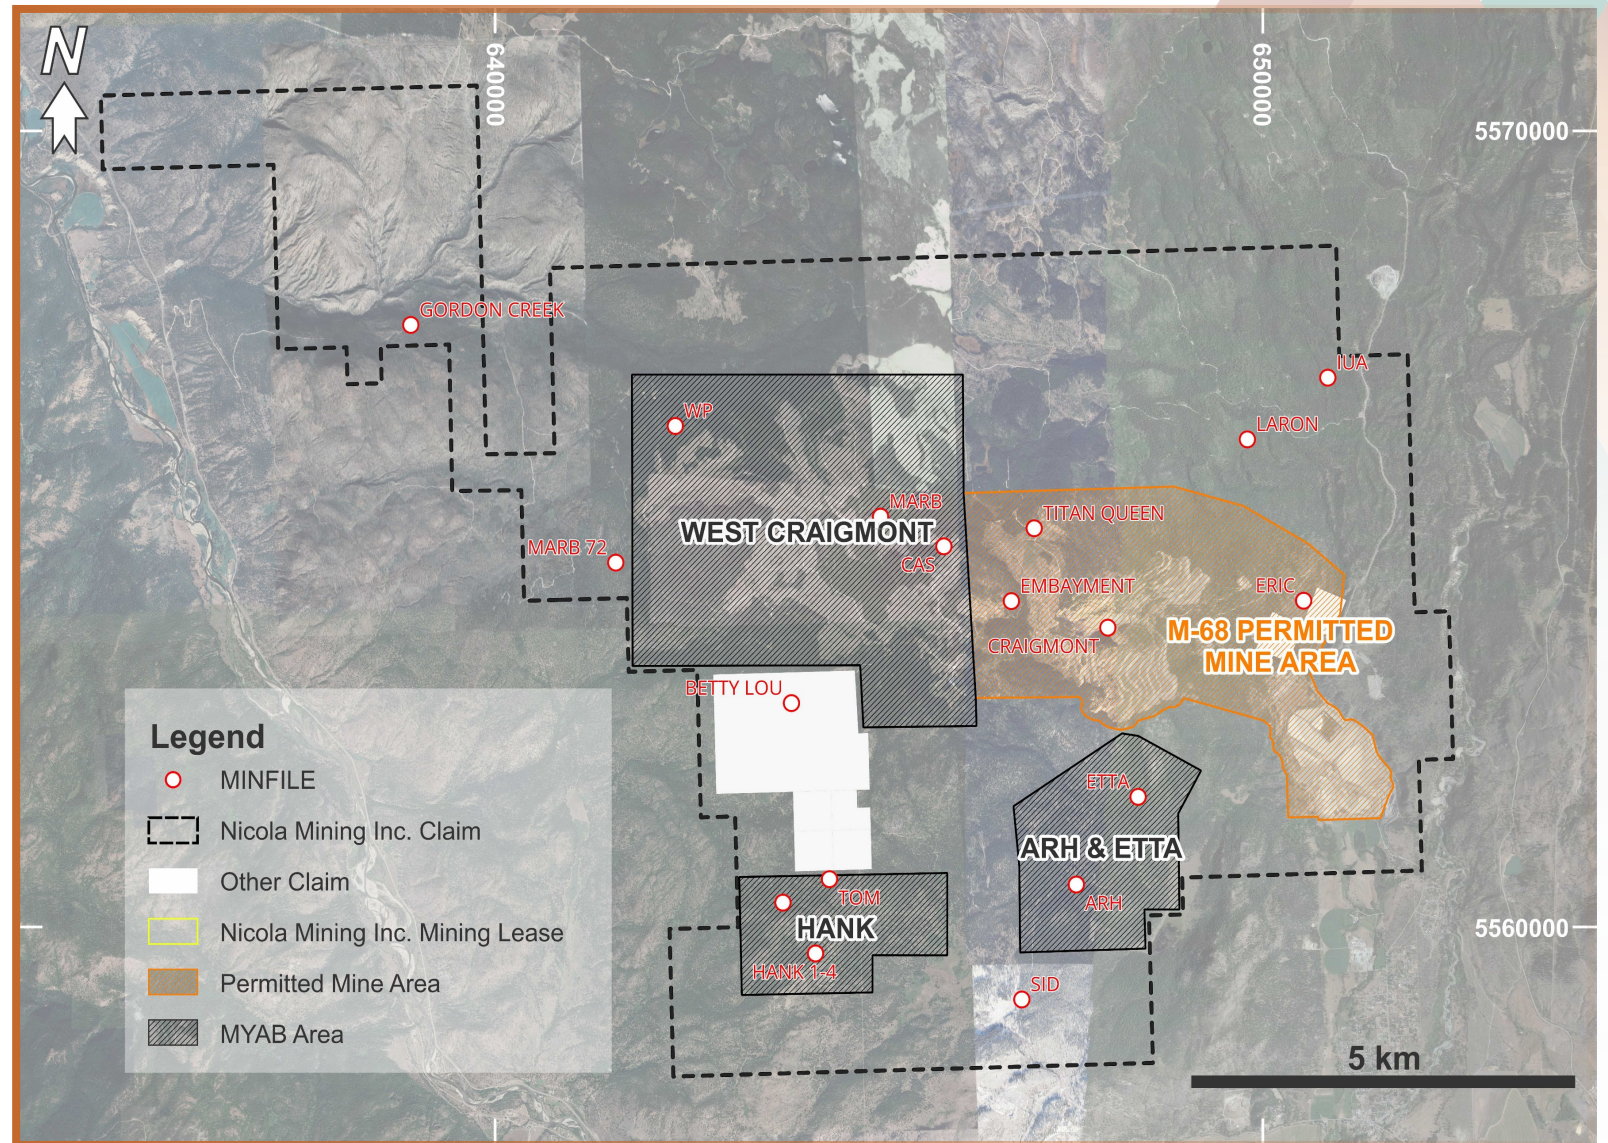 N
640000
650000
5570000
GORDON CREEK
IUA
WP
LARON
MARB
TITAN QUEEN
WEST CRAIGMONT
MARB 72
CAS
EMBAYMENT
ERIC
CRAIGMONT
M-68 PERMITTED
MINE AREA
BETTY LOU
ETTA
ARH & ETTA
TOM
ARH
HANK
5560000
HANK 1-4
SID
5 km
Legend
MINFILE
Nicola Mining Inc. Claim
Other Claim
Nicola Mining Inc. Mining Lease
Permitted Mine Area
MYAB Area